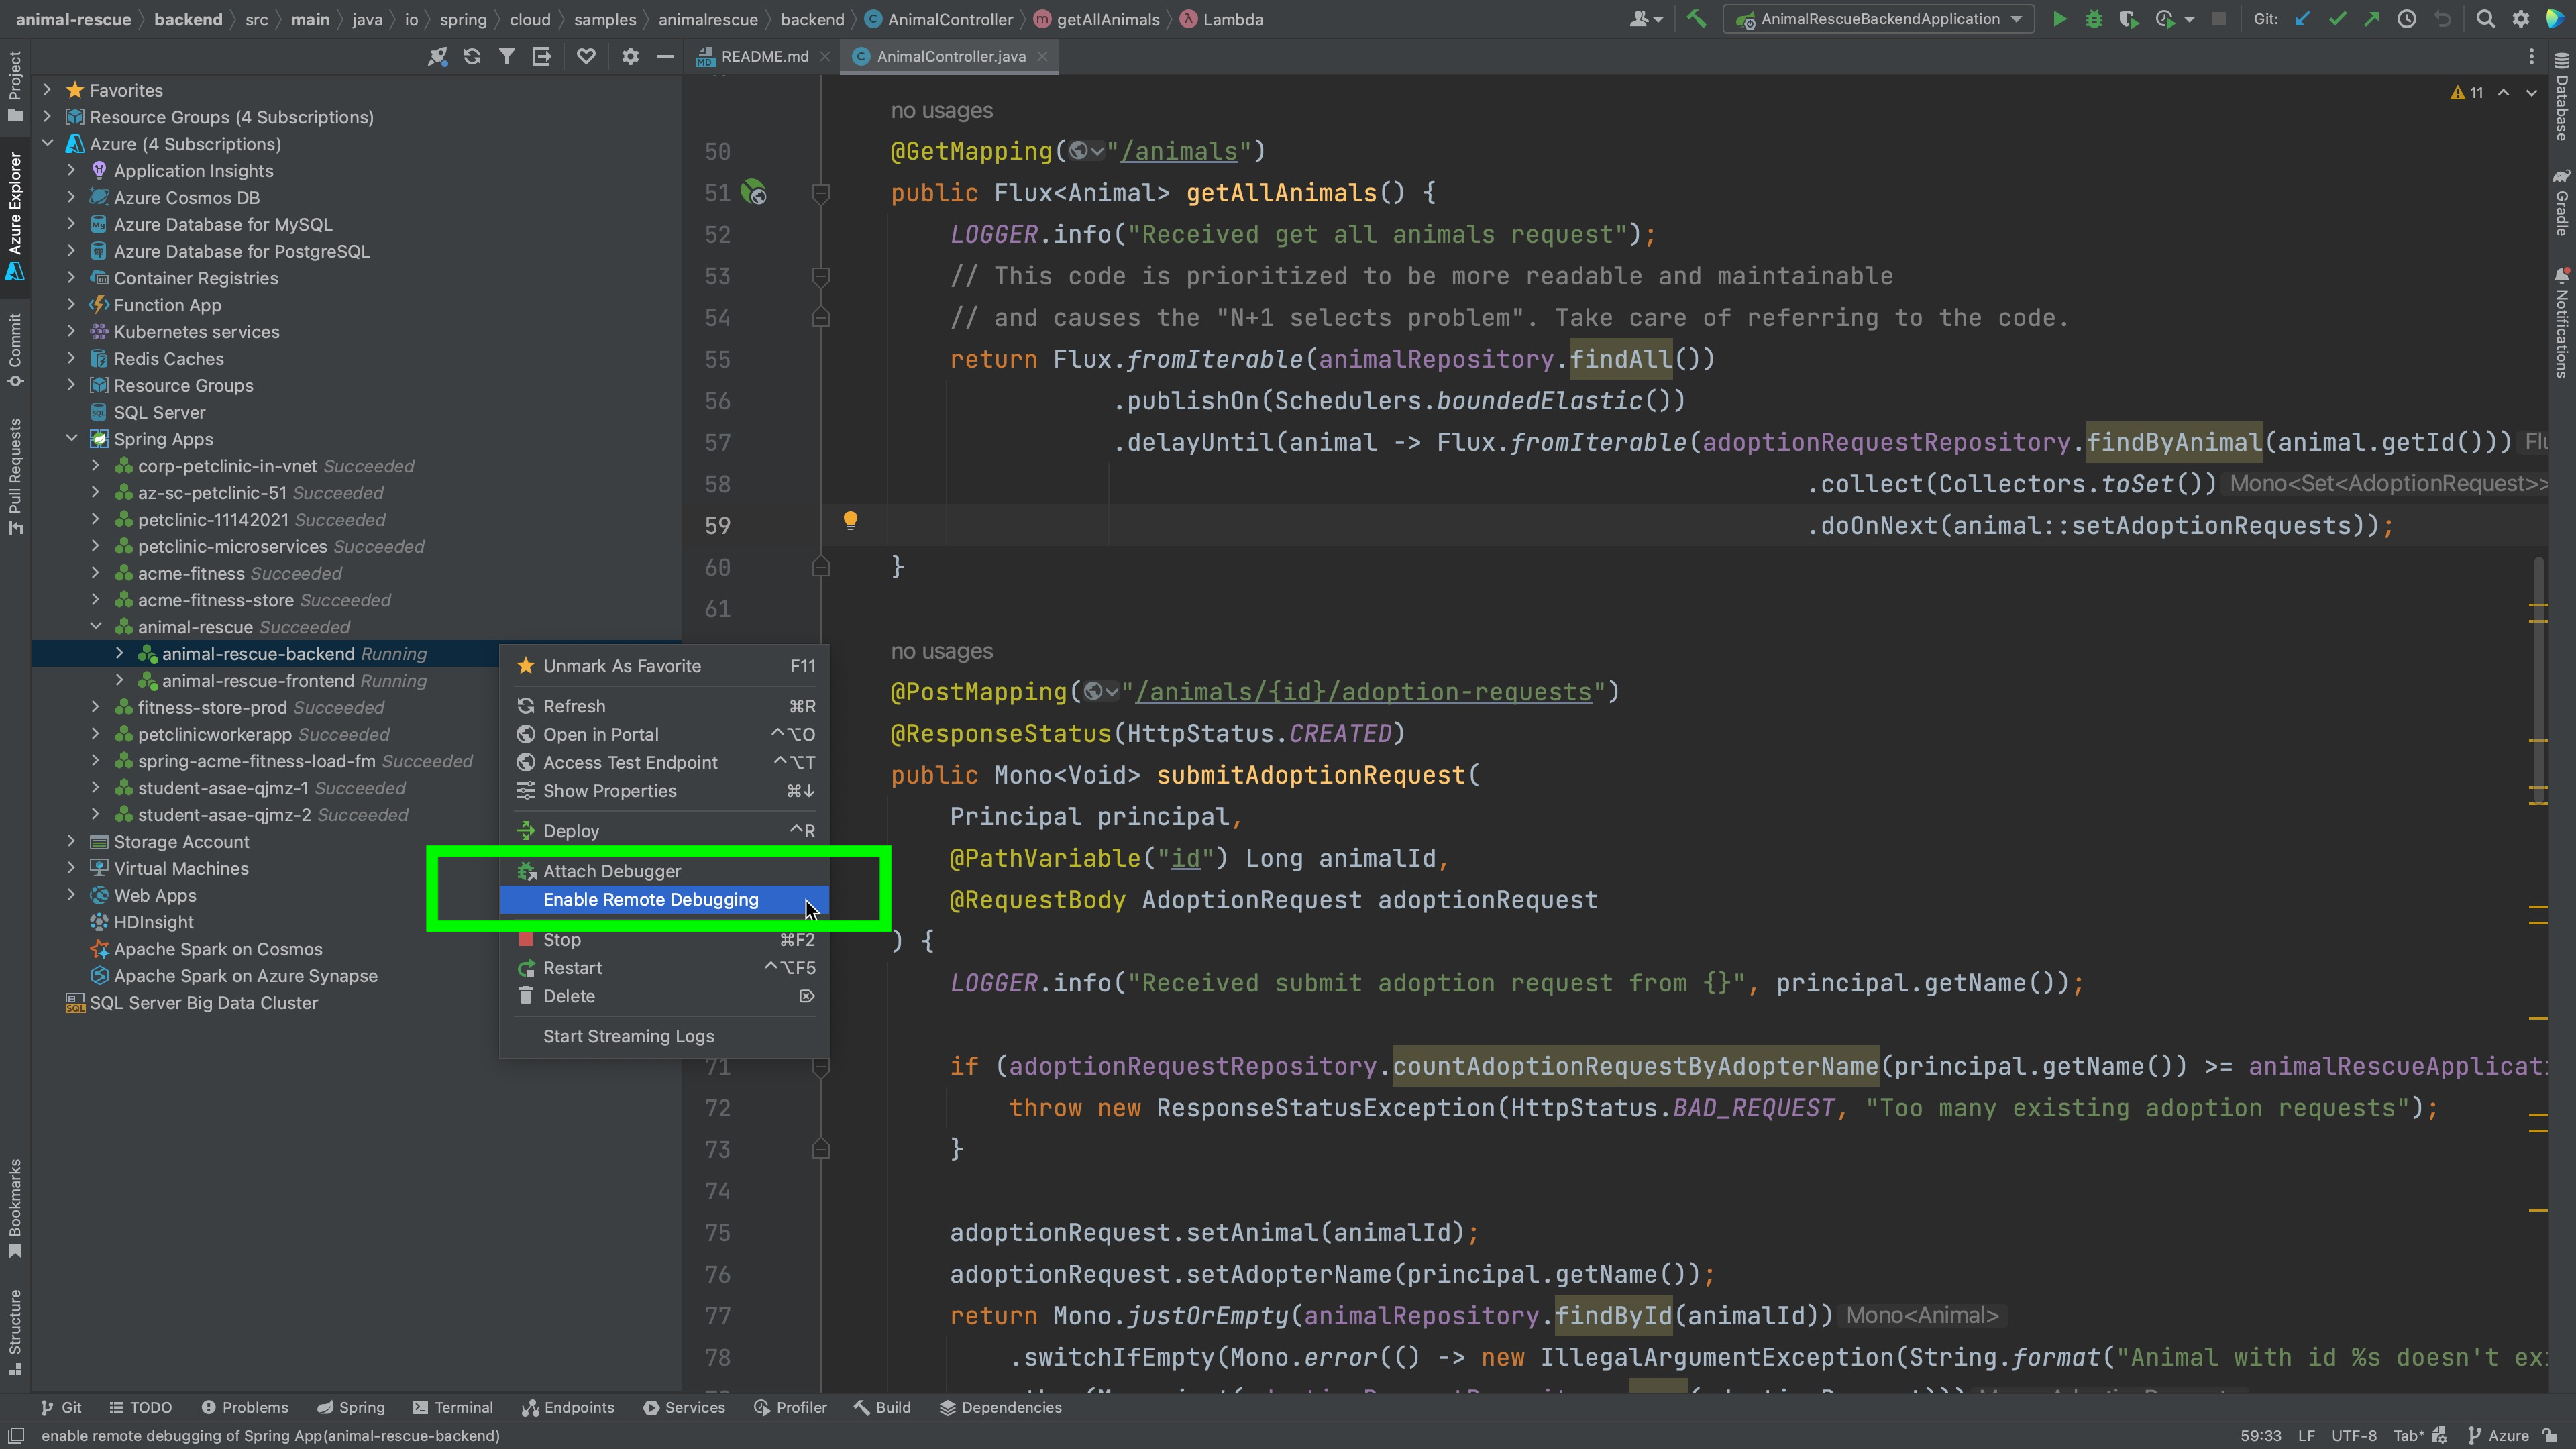 animal-rescue backend src main java io spring cloud samples animalrescue backend AnimalController getAllAnimals Lambda
AnimalRescueBackendApplication
Git:
Project
Azure Explorer
Commit
Pull Requests
Bookmarks
Structure
Favorites
Resource Groups (4 Subscriptions)
Azure (4 Subscriptions)
Application Insights
Azure Cosmos DB
Azure Database for MySQL
Azure Database for PostgreSQL
Container Registries
Function App
Kubernetes services
Redis Caches
Resource Groups
SQL Server
Spring Apps
corp-petclinic-in-vnet Succeeded
az-sc-petclinic-51 Succeeded
petclinic-11142021 Succeeded
petclinic-microservices Succeeded
acme-fitness Succeeded
acme-fitness-store Succeeded
animal-rescue Succeeded
animal-rescue-backend Running
animal-rescue-frontend Running
fitness-store-prod Succeeded
petclinicworkerapp Succeeded
spring-acme-fitness-load-fm Succeeded
student-asae-qjmz-1 Succeeded
student-asae-qjmz-2 Succeeded
Storage Account
Virtual Machines
Web Apps
HDInsight
Apache Spark on Cosmos
Apache Spark on Azure Synapse
SQL Server Big Data Cluster
Unmark As Favorite F11
Refresh ⌘R
Open in Portal ^⌥O
Access Test Endpoint ^⌥T
Show Properties ⌘↓
Deploy ^R
Attach Debugger
Enable Remote Debugging
Stop ⌘F2
Restart ^⌥F5
Delete ⌦
Start Streaming Logs
README.md
AnimalController.java
11
no usages
50 @GetMapping("/animals")
51 public Flux<Animal> getAllAnimals() {
52 LOGGER.info("Received get all animals request");
53 // This code is prioritized to be more readable and maintainable
54 // and causes the "N+1 selects problem". Take care of referring to the code.
55 return Flux.fromIterable(animalRepository.findAll())
56 .publishOn(Schedulers.boundedElastic())
57 .delayUntil(animal -> Flux.fromIterable(adoptionRequestRepository.findByAnimal(animal.getId())) Flu
58 .collect(Collectors.toSet()) Mono<Set<AdoptionRequest>>
59 .doOnNext(animal::setAdoptionRequests));
60 }
61
no usages
@PostMapping("/animals/{id}/adoption-requests")
@ResponseStatus(HttpStatus.CREATED)
public Mono<Void> submitAdoptionRequest(
Principal principal,
@PathVariable("id") Long animalId,
@RequestBody AdoptionRequest adoptionRequest
) {
LOGGER.info("Received submit adoption request from {}", principal.getName());
71 if (adoptionRequestRepository.countAdoptionRequestByAdopterName(principal.getName()) >= animalRescueApplicati
72 throw new ResponseStatusException(HttpStatus.BAD_REQUEST, "Too many existing adoption requests");
73 }
74
75 adoptionRequest.setAnimal(animalId);
76 adoptionRequest.setAdopterName(principal.getName());
77 return Mono.justOrEmpty(animalRepository.findById(animalId)) Mono<Animal>
78 .switchIfEmpty(Mono.error(() -> new IllegalArgumentException(String.format("Animal with id %s doesn't exi
Database
Gradle
Notifications
Git TODO Problems Spring Terminal Endpoints Services Profiler Build Dependencies
enable remote debugging of Spring App(animal-rescue-backend)
59:33 LF UTF-8 Tab* Azure